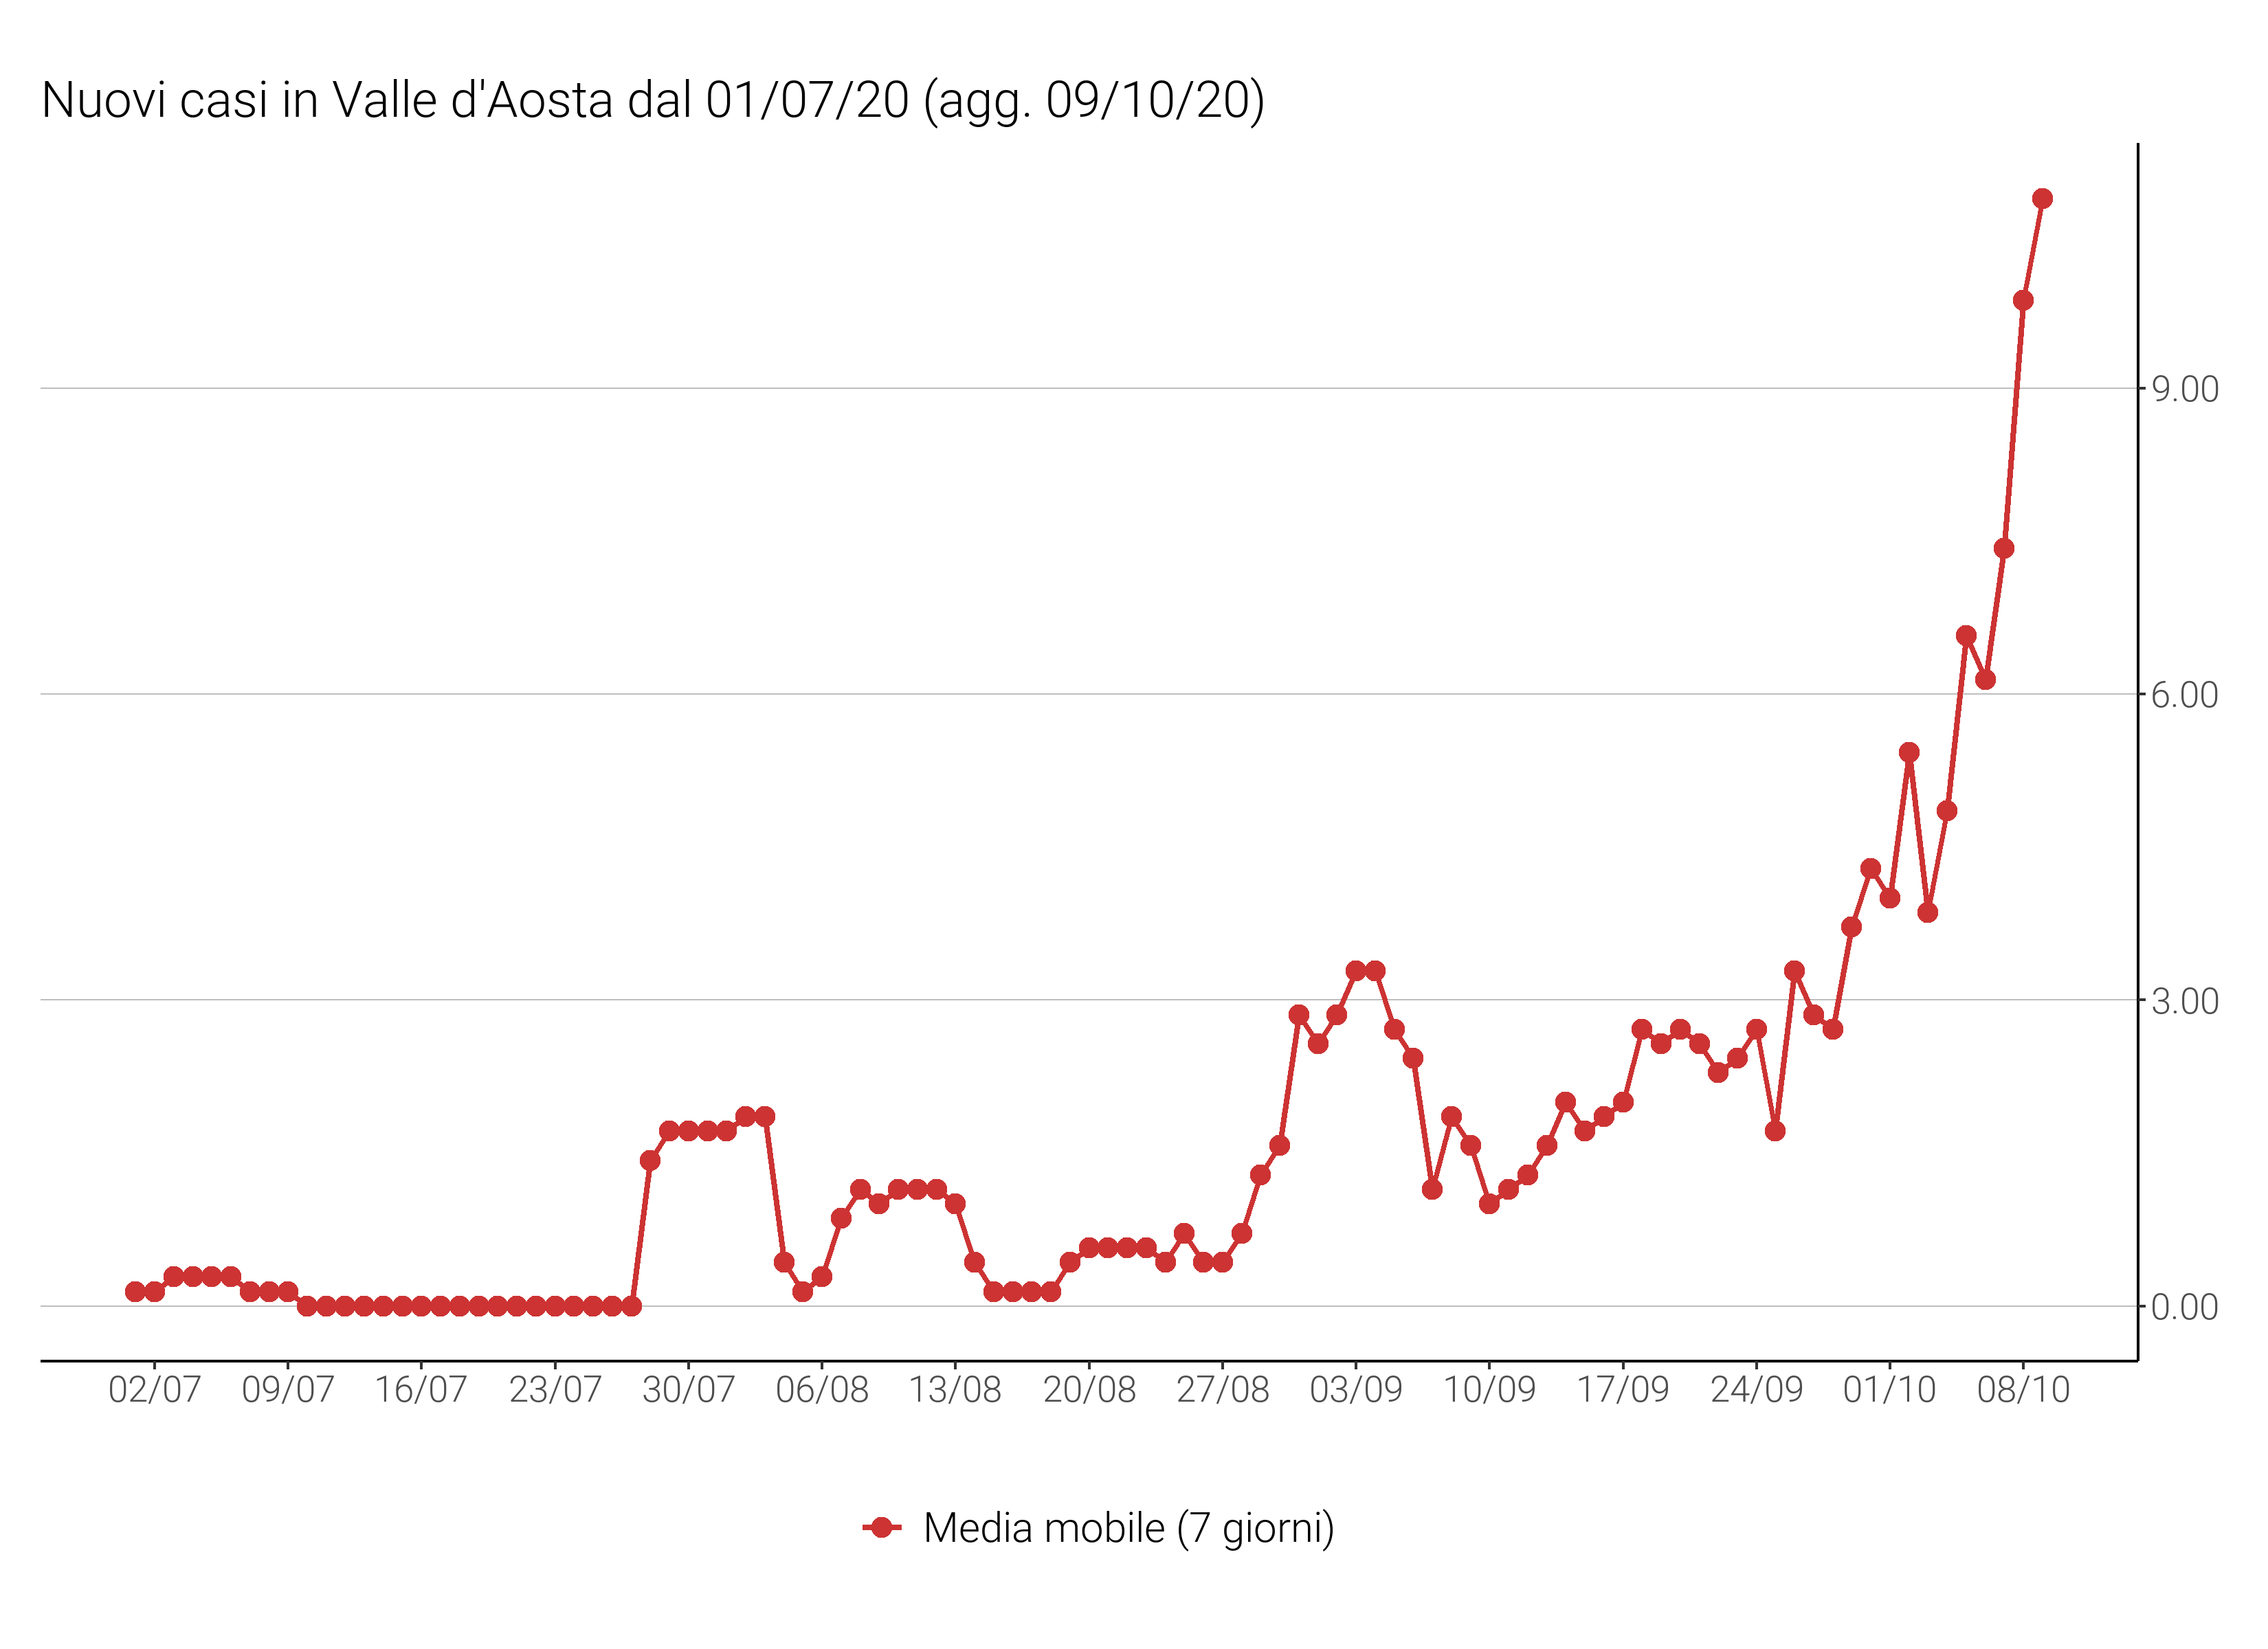 Nuovi casi in Valle d'Aosta dal 01/07/20 (agg. 09/10/20)
9.00
6.00
3.00
0.00
02/07 09/07 16/07 23/07 30/07 06/08 13/08 20/08 27/08 03/09 10/09 17/09 24/09 01/10 08/10
Media mobile (7 giorni)